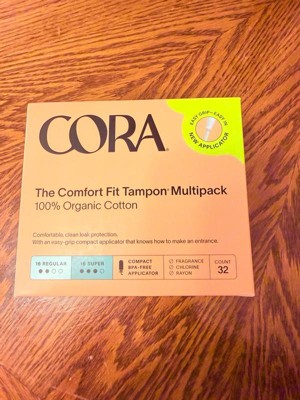 EASY GRIP—EASY IN
NEW APPLICATOR
CORA
The Comfort Fit Tampon® Multipack
100% Organic Cotton
Comfortable, clean leak protection.
With an easy-grip compact applicator that knows how to make an entrance.
16 REGULAR
16 SUPER
COMPACT
BPA-FREE
APPLICATOR
FRAGRANCE
CHLORINE
RAYON
COUNT
32